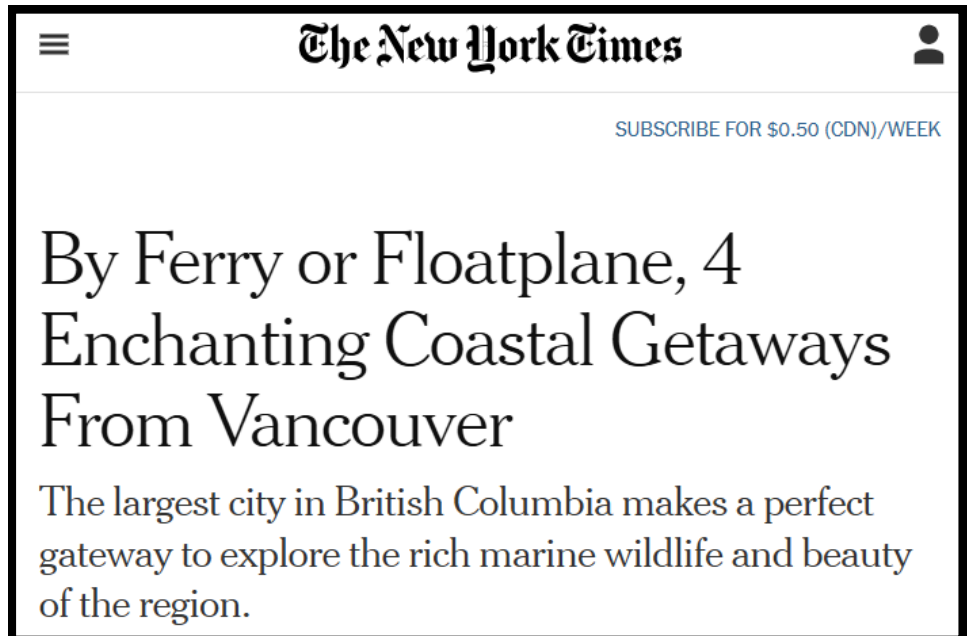 The New York Times
SUBSCRIBE FOR $0.50 (CDN)/WEEK
By Ferry or Floatplane, 4
Enchanting Coastal Getaways
From Vancouver
The largest city in British Columbia makes a perfect
gateway to explore the rich marine wildlife and beauty
of the region.